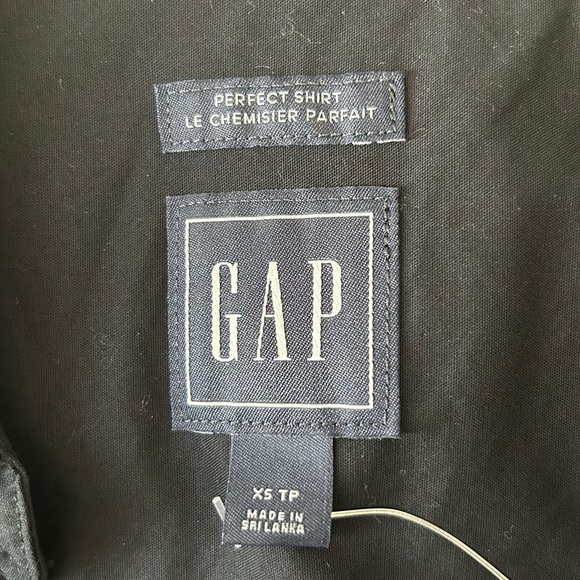 PERFECT SHIRT
LE CHEMISIER PARFAIT
GAP
XS TP
MADE IN
SRI LANKA